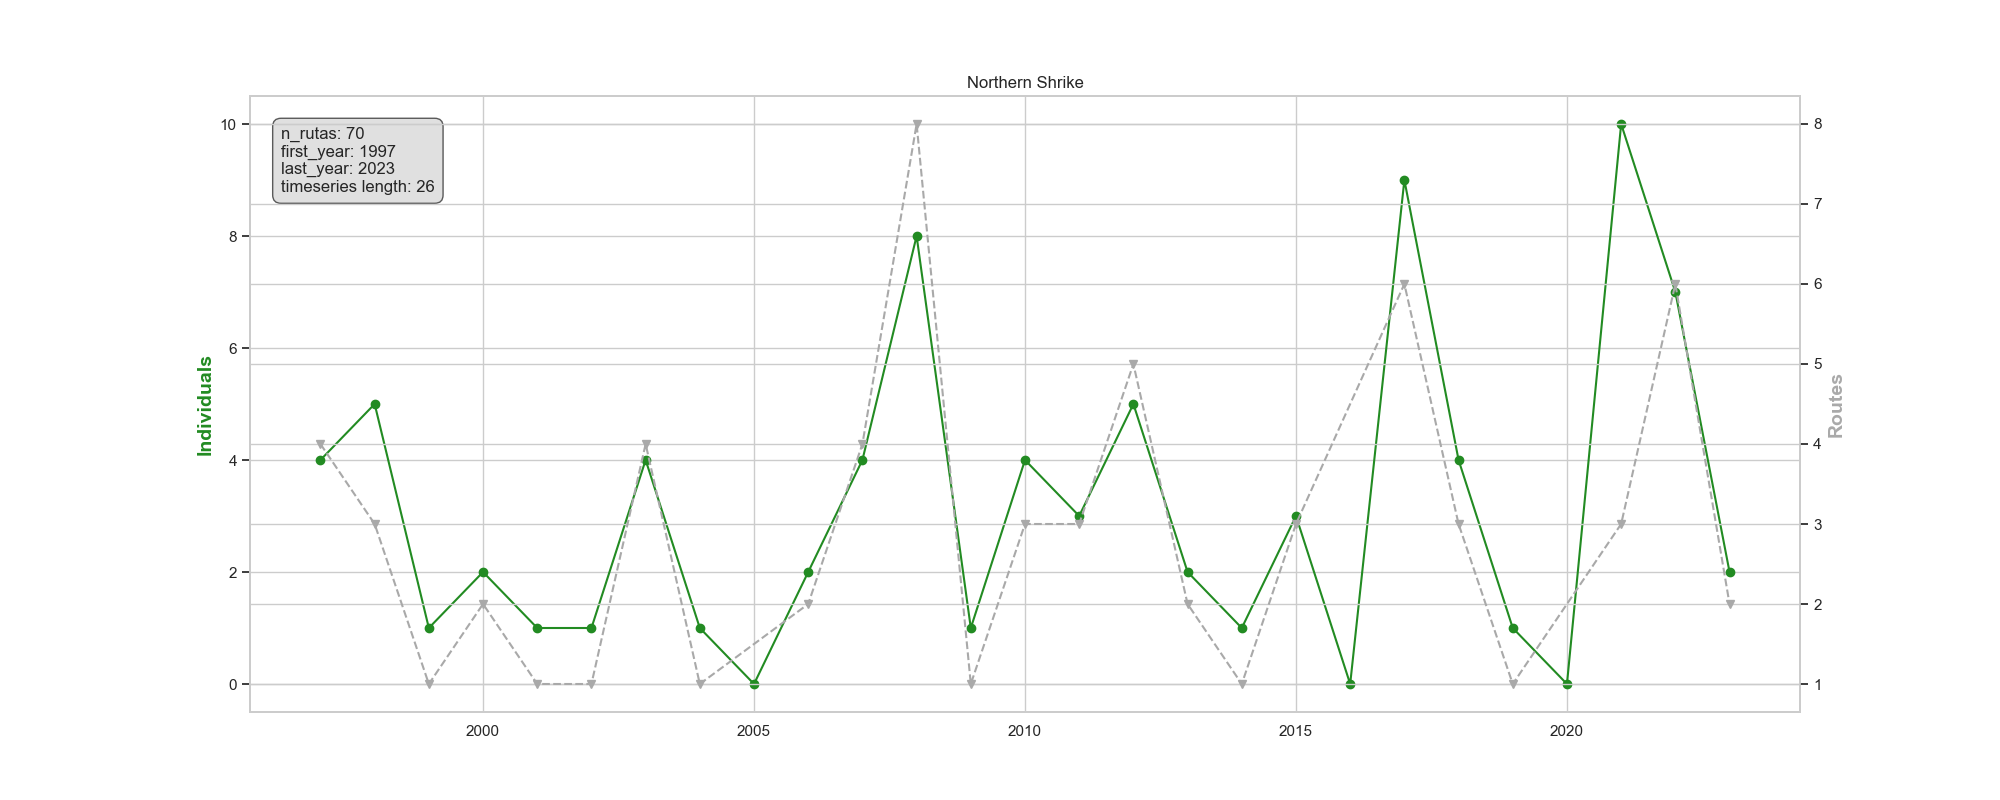 Northern Shrike
n_rutas: 70
first_year: 1997
last_year: 2023
timeseries length: 26
10
8
6
4
2
0
Individuals
8
7
6
5
4
3
2
1
Routes
2000
2005
2010
2015
2020